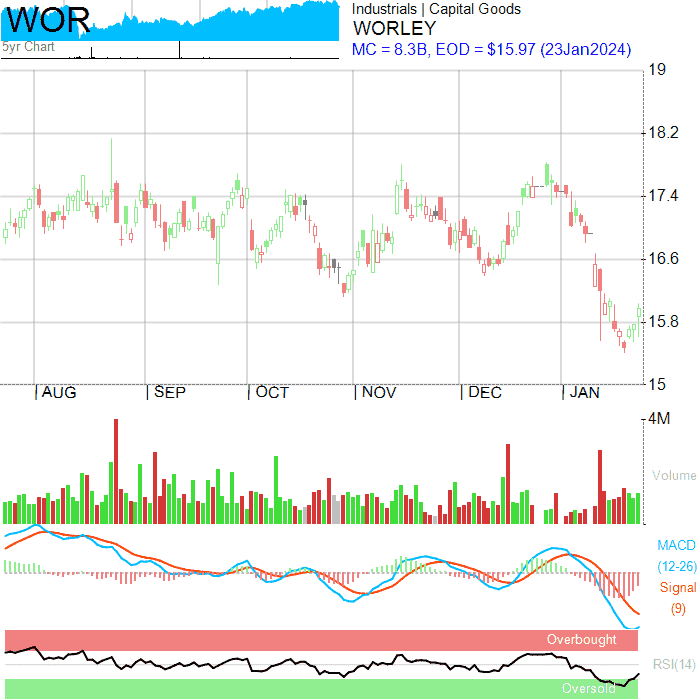 WOR
5yr Chart
Industrials | Capital Goods
WORLEY
MC = 8.3B, EOD = $15.97 (23Jan2024)
19
18.2
17.4
16.6
15.8
15
AUG SEP OCT NOV DEC JAN
4M
Volume
MACD
(12-26)
Signal
(9)
Overbought
RSI(14)
Oversold